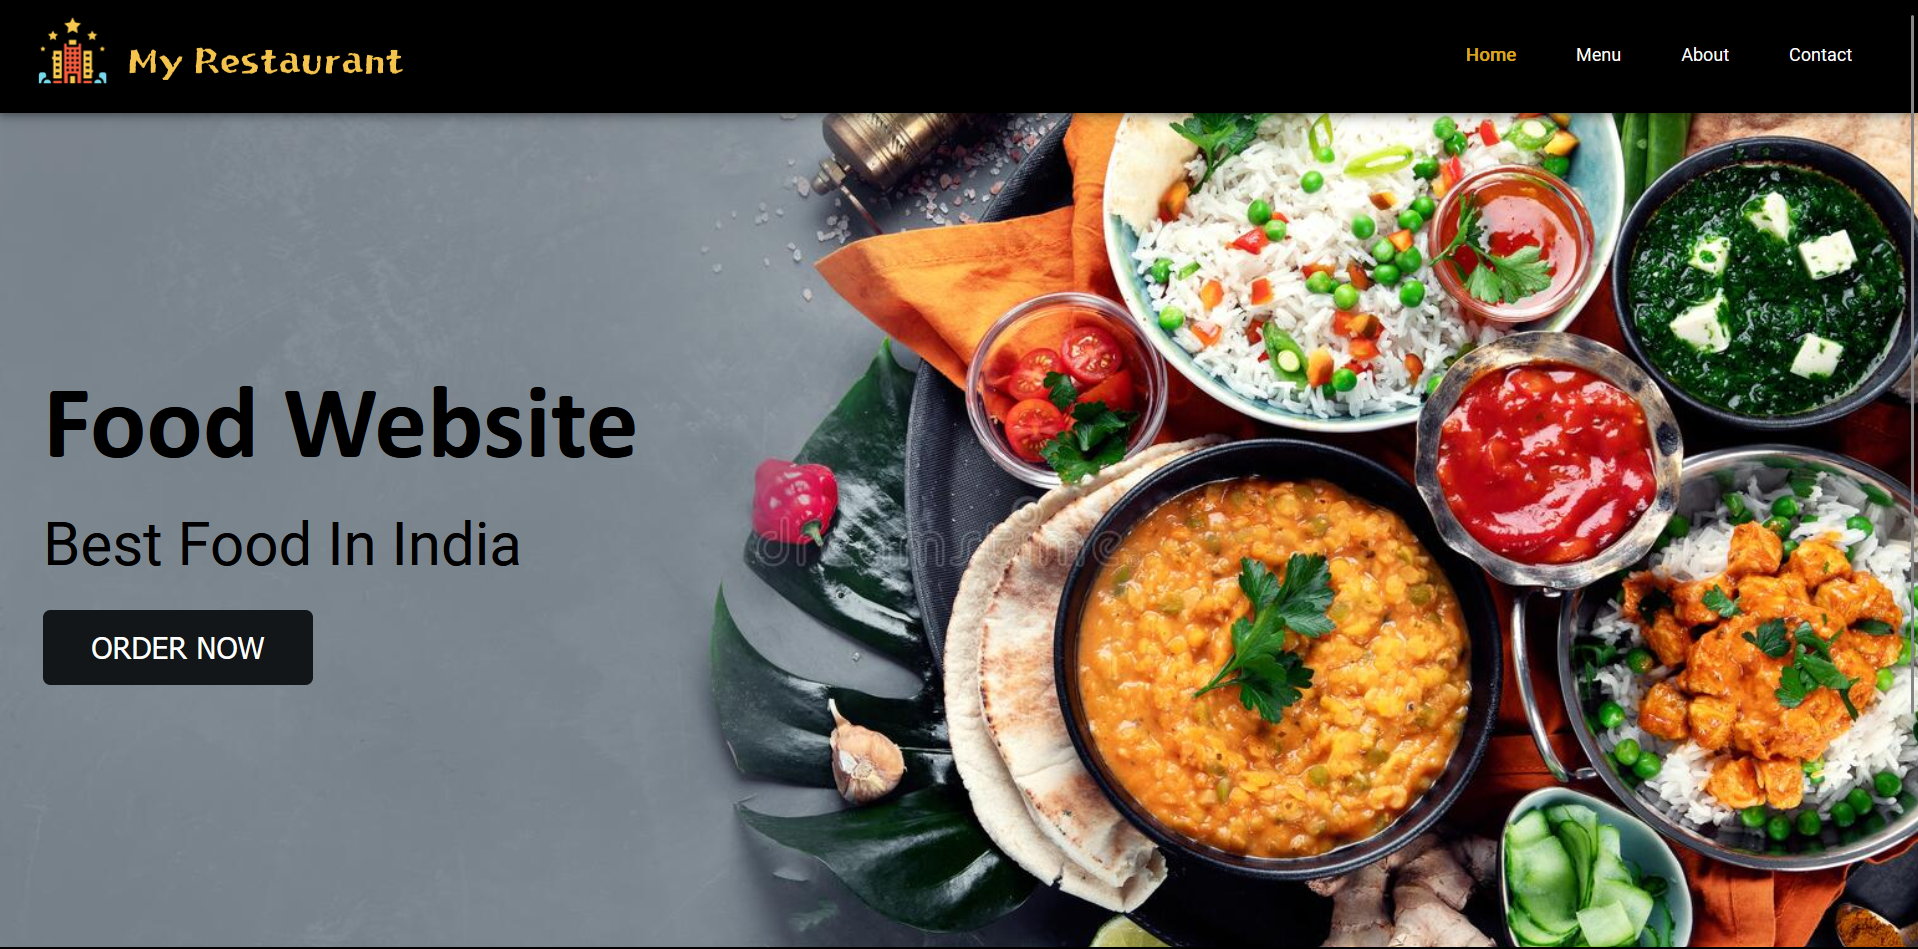 My Restaurant
Home Menu About Contact
Food Website
Best Food In India
ORDER NOW
dreamstime